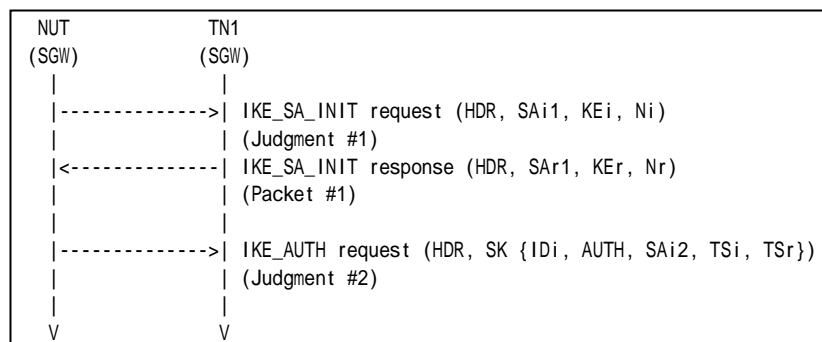 NUT TN1
(SGW) (SGW)
| |
|-------------->| IKE_SA_INIT request (HDR, SAi1, KEi, Ni)
| | (Judgment #1)
|<--------------| IKE_SA_INIT response (HDR, SAr1, KEr, Nr)
| | (Packet #1)
| |
|-------------->| IKE_AUTH request (HDR, SK {IDi, AUTH, SAi2, TSi, TSr})
| | (Judgment #2)
| |
V V